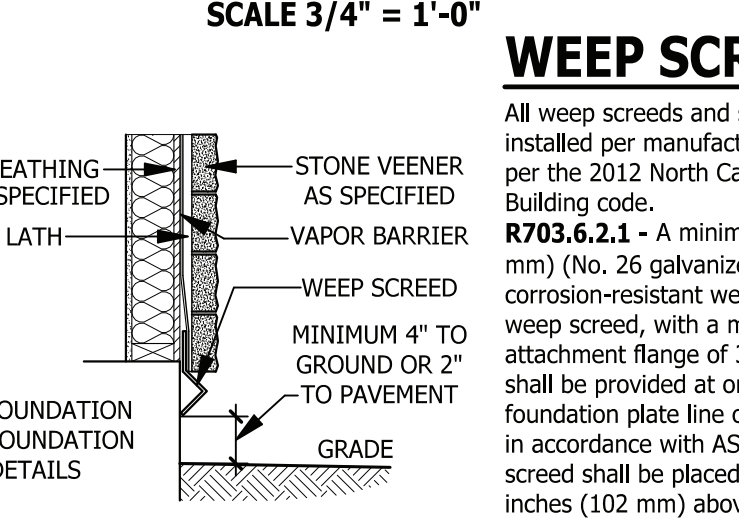 SCALE 3/4" = 1'-0"
EATHING
SPECIFIED
LATH
STONE VEENER
AS SPECIFIED
VAPOR BARRIER
WEEP SCREED
MINIMUM 4" TO
GROUND OR 2"
TO PAVEMENT
OUNDATION
OUNDATION
DETAILS
GRADE
WEEP SCR
All weep screeds and s
installed per manufact
per the 2012 North Ca
Building code.
R703.6.2.1 - A minim
mm) (No. 26 galvanize
corrosion-resistant we
weep screed, with a m
attachment flange of 3
shall be provided at or
foundation plate line o
in accordance with AS
screed shall be placed
inches (102 mm) abov